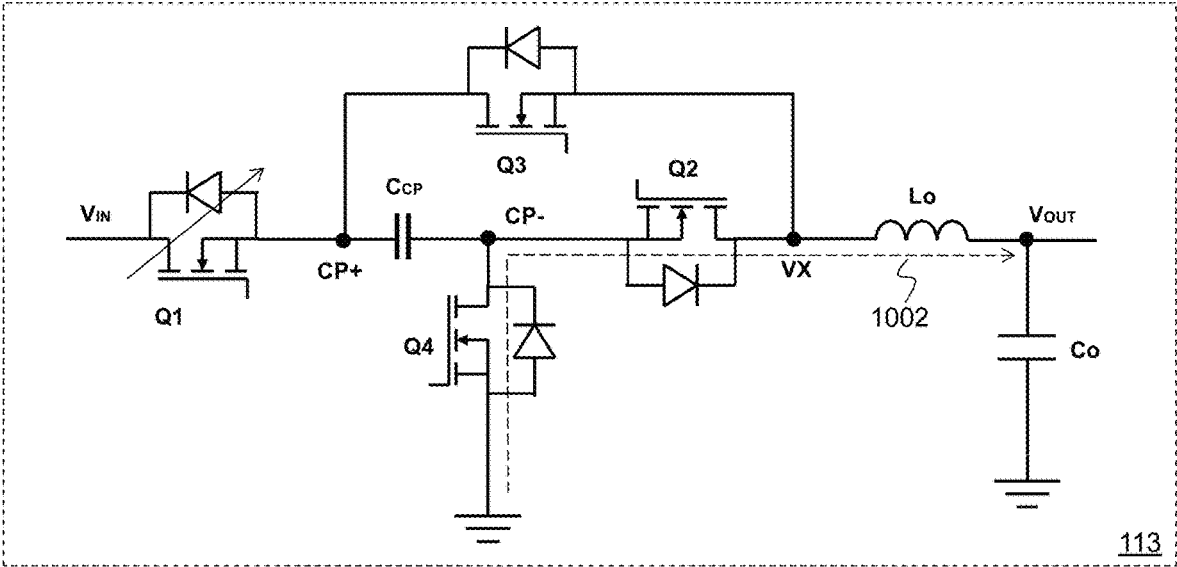 Q3
Q2
CCP
Lo
VIN
CP-
VOUT
CP+
VX
Q1
1002
Q4
Co
113